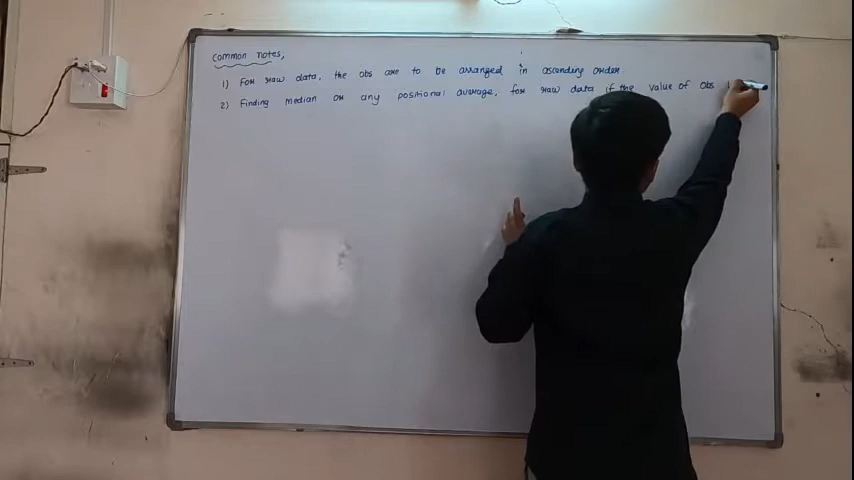 Common notes,
1) For raw data, the obs are to be arranged in ascending order
2) Finding Median or any positional average, for raw data if the value of obs